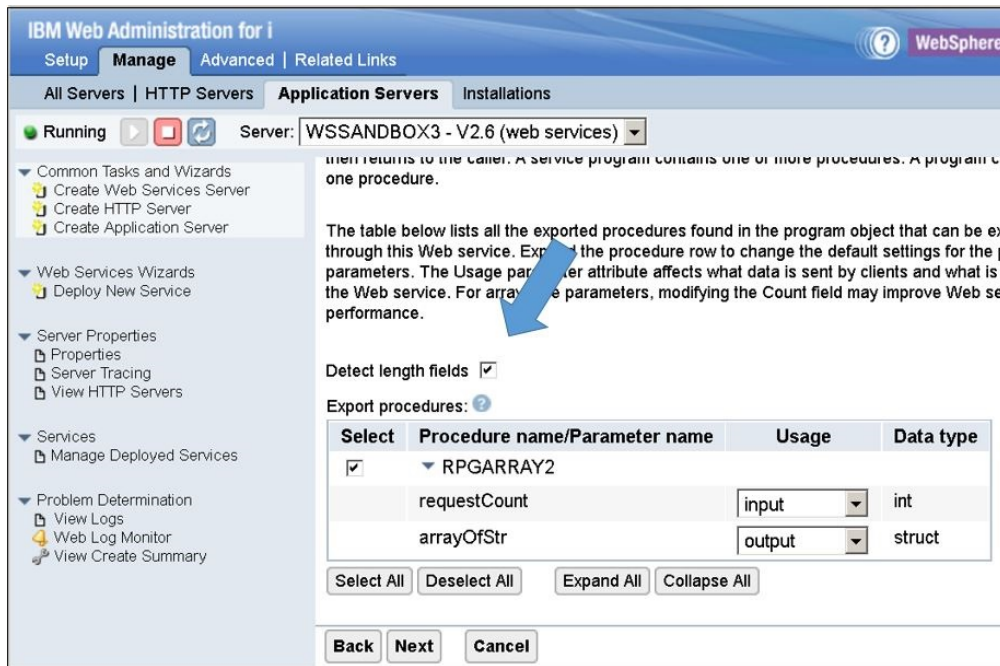 IBM Web Administration for i
Setup Manage Advanced | Related Links
WebSphere
All Servers | HTTP Servers Application Servers Installations
Running Server: WSSANDBOX3 - V2.6 (web services)
Common Tasks and Wizards
Create Web Services Server
Create HTTP Server
Create Application Server
Web Services Wizards
Deploy New Service
Server Properties
Properties
Server Tracing
View HTTP Servers
Services
Manage Deployed Services
Problem Determination
View Logs
Web Log Monitor
View Create Summary
then returns to the caller. A service program contains one or more procedures. A program c
one procedure.
The table below lists all the exported procedures found in the program object that can be ex
through this Web service. the procedure row to change the default settings for the p
parameters. The Usage attribute affects what data is sent by clients and what is
the Web service. For parameters, modifying the Count field may improve Web se
performance.
Detect length fields
Export procedures: ?
Select Procedure name/Parameter name Usage Data type
RPGARRAY2
requestCount input int
arrayOfStr output struct
Select All Deselect All Expand All Collapse All
Back Next Cancel